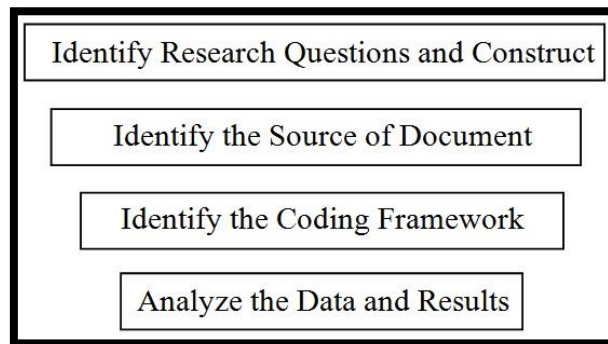 Identify Research Questions and Construct
Identify the Source of Document
Identify the Coding Framework
Analyze the Data and Results